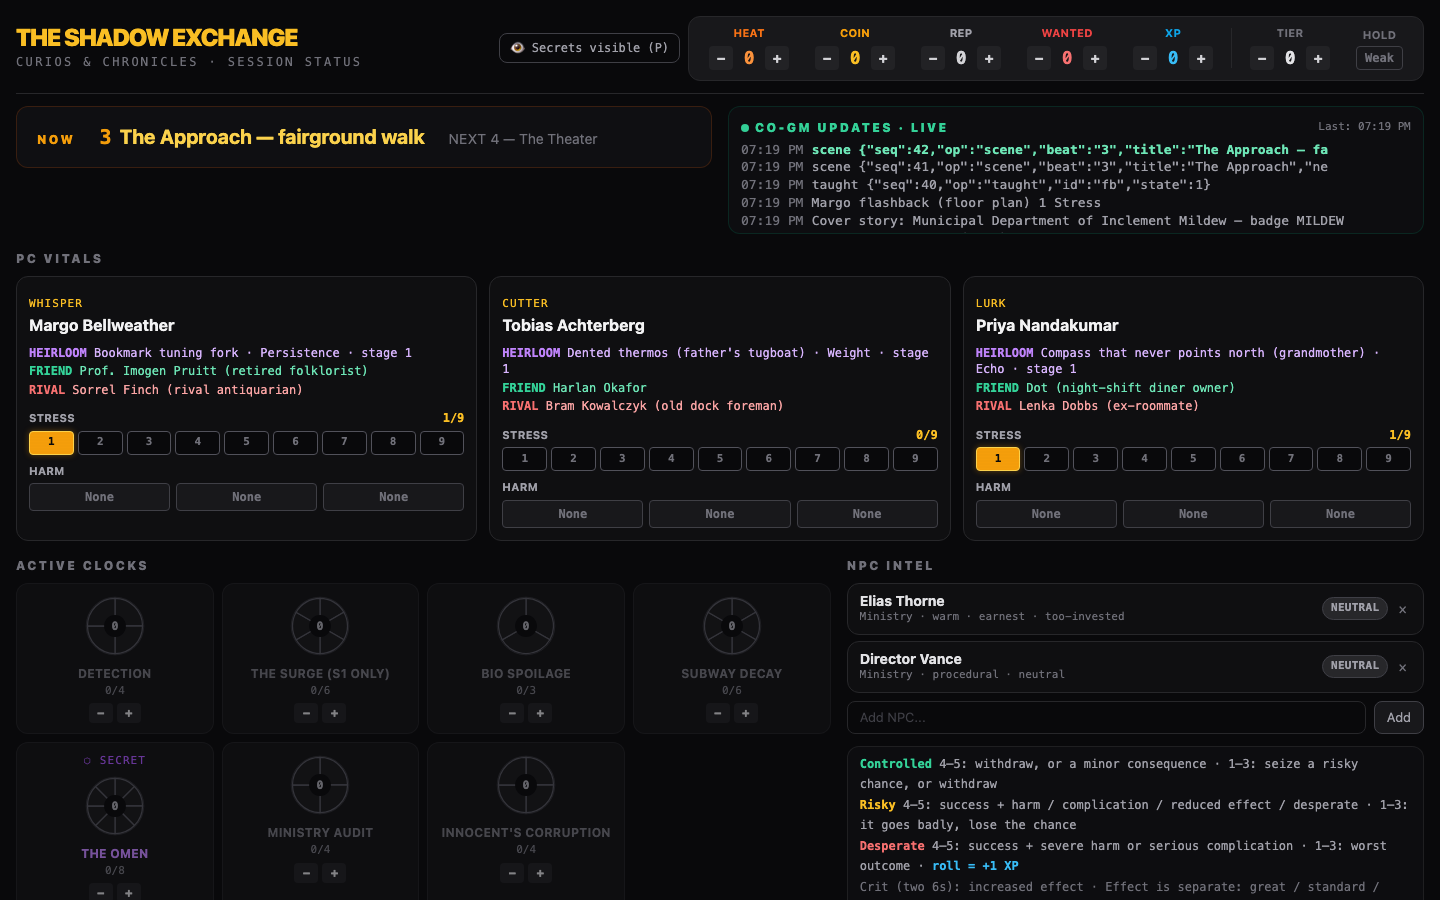 THE SHADOW EXCHANGE
CURIOS & CHRONICLES · SESSION STATUS
👁 Secrets visible (P)
HEAT
− 0 +
COIN
− 0 +
REP
− 0 +
WANTED
− 0 +
XP
− 0 +
TIER
− 0 +
HOLD
Weak
NOW 3 The Approach — fairground walk NEXT 4 — The Theater
CO-GM UPDATES · LIVE Last: 07:19 PM
07:19 PM scene {"seq":42,"op":"scene","beat":"3","title":"The Approach — fa
07:19 PM scene {"seq":41,"op":"scene","beat":"3","title":"The Approach","ne
07:19 PM taught {"seq":40,"op":"taught","id":"fb","state":1}
07:19 PM Margo flashback (floor plan) 1 Stress
07:19 PM Cover story: Municipal Department of Inclement Mildew — badge MILDEW
PC VITALS
WHISPER
Margo Bellweather
HEIRLOOM Bookmark tuning fork · Persistence · stage 1
FRIEND Prof. Imogen Pruitt (retired folklorist)
RIVAL Sorrel Finch (rival antiquarian)
STRESS 1/9
1 2 3 4 5 6 7 8 9
HARM
None None None
CUTTER
Tobias Achterberg
HEIRLOOM Dented thermos (father's tugboat) · Weight · stage
1
FRIEND Harlan Okafor
RIVAL Bram Kowalczyk (old dock foreman)
STRESS 0/9
1 2 3 4 5 6 7 8 9
HARM
None None None
LURK
Priya Nandakumar
HEIRLOOM Compass that never points north (grandmother) ·
Echo · stage 1
FRIEND Dot (night-shift diner owner)
RIVAL Lenka Dobbs (ex-roommate)
STRESS 1/9
1 2 3 4 5 6 7 8 9
HARM
None None None
ACTIVE CLOCKS
0
DETECTION
0/4
− +
0
THE SURGE (S1 ONLY)
0/6
− +
0
BIO SPOILAGE
0/3
− +
0
SUBWAY DECAY
0/6
− +
○ SECRET
0
THE OMEN
0/8
− +
0
MINISTRY AUDIT
0/4
− +
0
INNOCENT'S CORRUPTION
0/4
− +
NPC INTEL
Elias Thorne
Ministry · warm · earnest · too-invested
NEUTRAL ×
Director Vance
Ministry · procedural · neutral
NEUTRAL ×
Add NPC... Add
Controlled 4–5: withdraw, or a minor consequence · 1–3: seize a risky
chance, or withdraw
Risky 4–5: success + harm / complication / reduced effect / desperate · 1–3:
it goes badly, lose the chance
Desperate 4–5: success + severe harm or serious complication · 1–3: worst
outcome · roll = +1 XP
Crit (two 6s): increased effect · Effect is separate: great / standard /